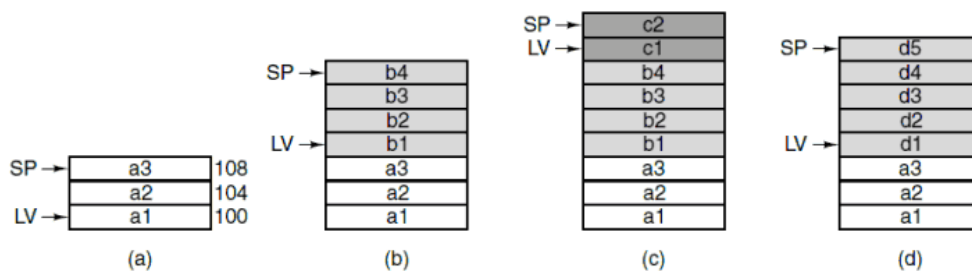 SP a3 108
a2 104
LV a1 100
(a)
SP b4
b3
b2
LV b1
a3
a2
a1
(b)
SP c2
LV c1
b4
b3
b2
b1
a3
a2
a1
(c)
SP d5
d4
d3
d2
LV d1
a3
a2
a1
(d)